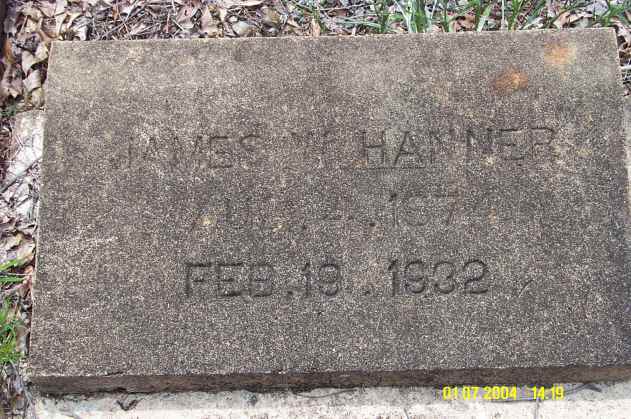 JAMES W. HANNER
FEB. 19. 1932
01 07 2004 14:19